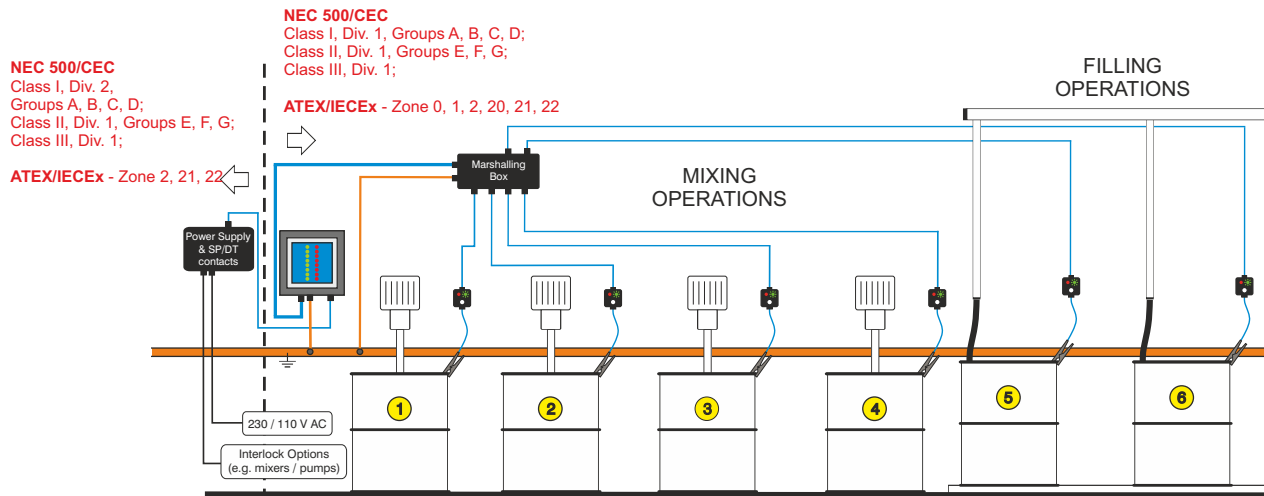 NEC 500/CEC
Class I, Div. 2,
Groups A, B, C, D;
Class II, Div. 1, Groups E, F, G;
Class III, Div. 1;
ATEX/IECEx - Zone 2, 21, 22
NEC 500/CEC
Class I, Div. 1, Groups A, B, C, D;
Class II, Div. 1, Groups E, F, G;
Class III, Div. 1;
ATEX/IECEx - Zone 0, 1, 2, 20, 21, 22
FILLING
OPERATIONS
MIXING
OPERATIONS
Marshalling
Box
Power Supply
& SP/DT
contacts
1
2
3
4
5
6
230 / 110 V AC
Interlock Options
(e.g. mixers / pumps)